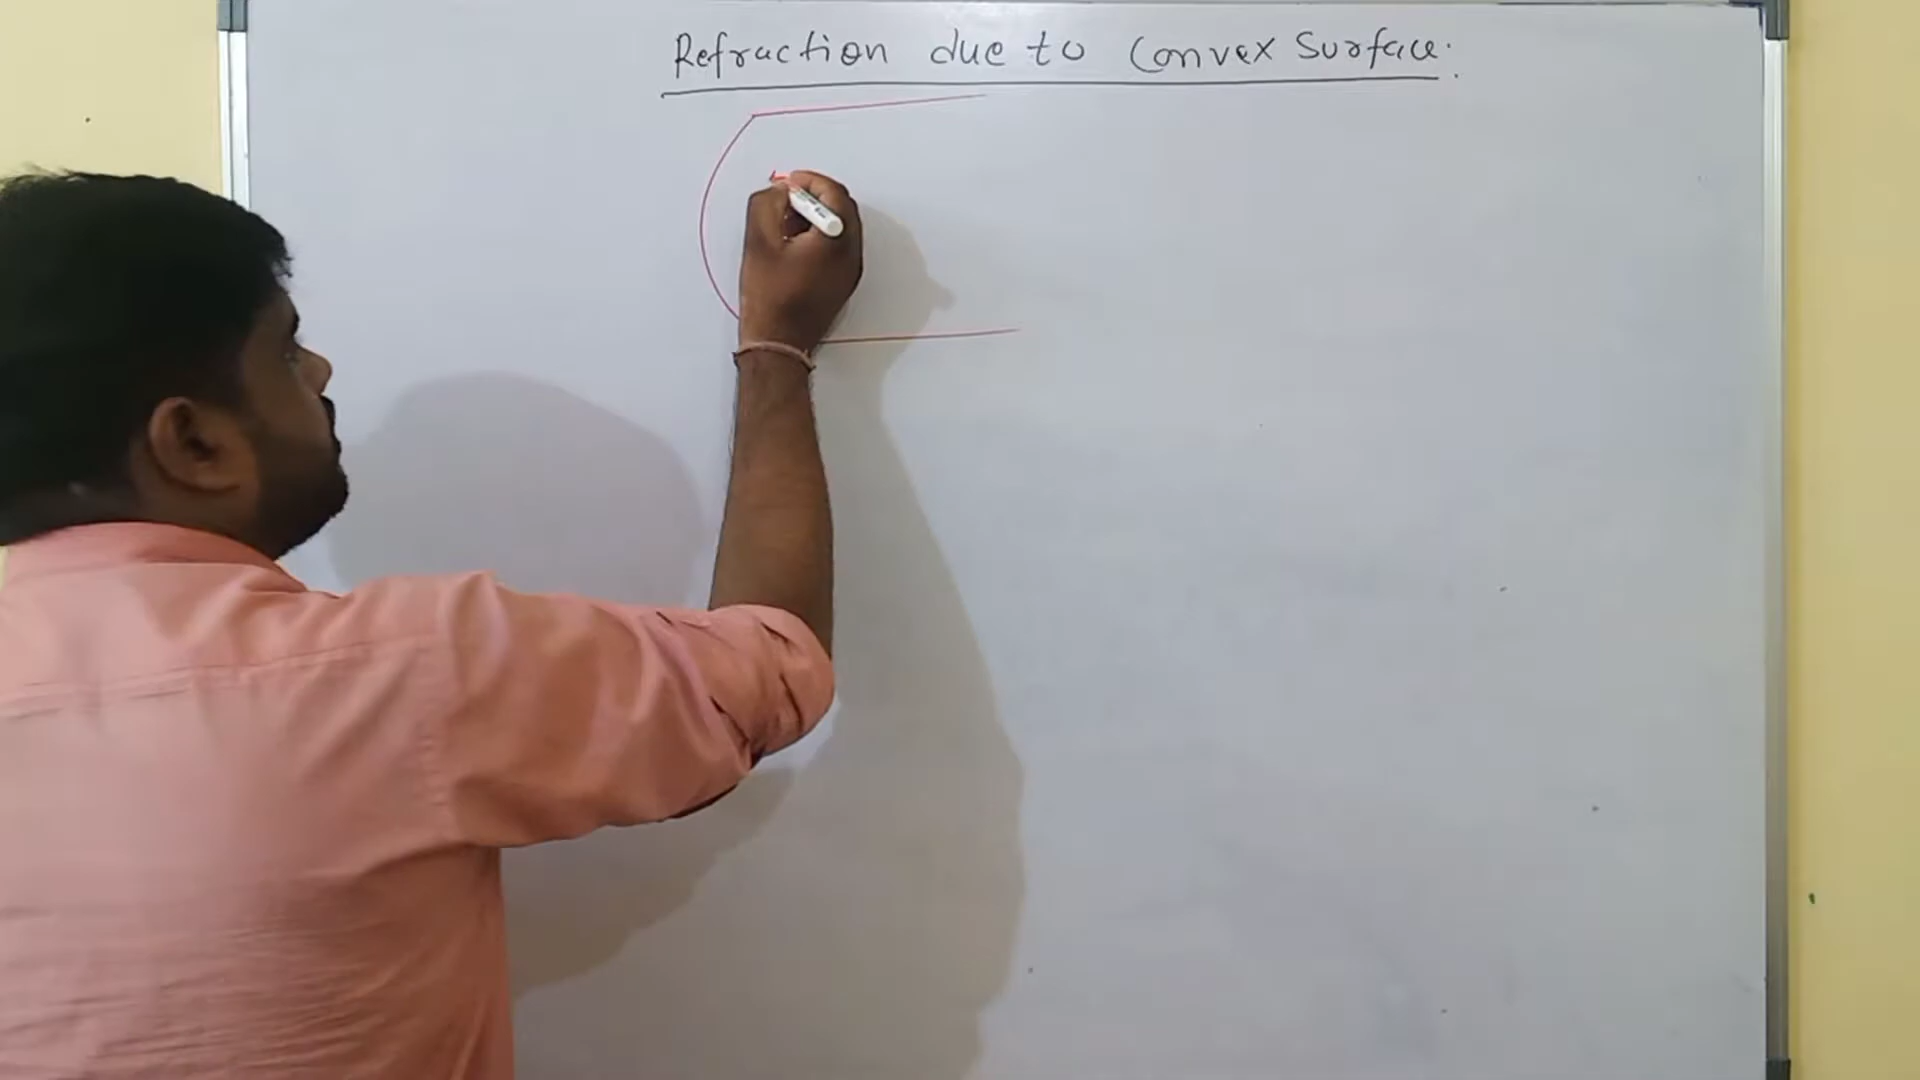 Refraction due to Convex Surface.